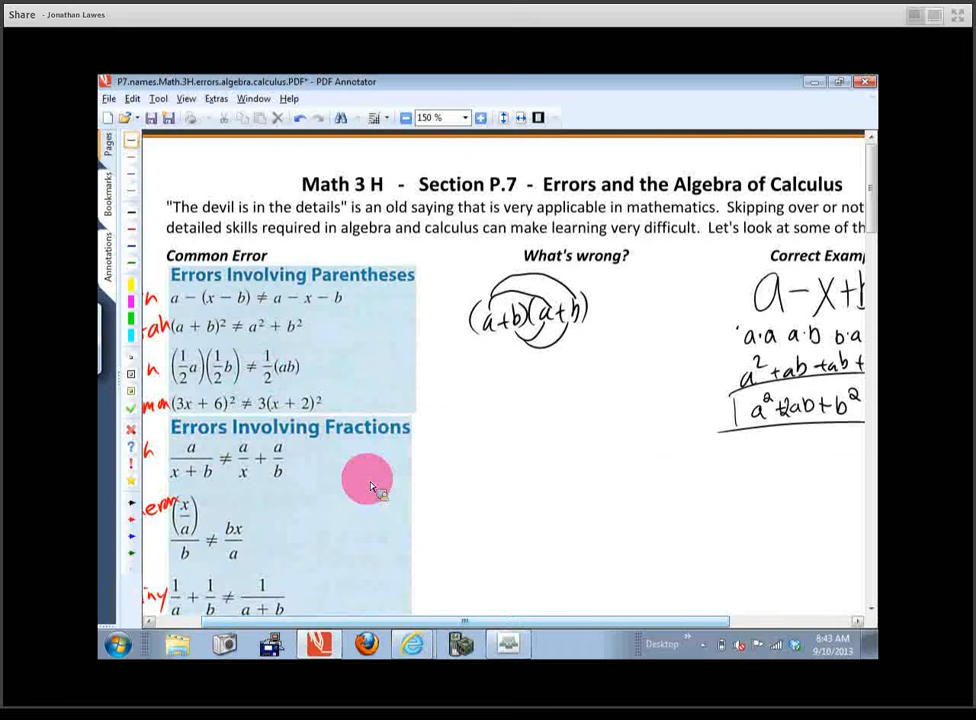 Share - Jonathan Lawes
P7.names.Math.3H.errors.algebra.calculus.PDF* - PDF Annotator
File Edit Tool View Extras Window Help
150 %
Pages
Bookmarks
Annotations
Math 3 H - Section P.7 - Errors and the Algebra of Calculus
"The devil is in the details" is an old saying that is very applicable in mathematics. Skipping over or not
detailed skills required in algebra and calculus can make learning very difficult. Let's look at some of th
Common Error What's wrong? Correct Exam
Errors Involving Parentheses
a − (x − b) ≠ a − x − b
(a + b)² ≠ a² + b²
(1/2 a)(1/2 b) ≠ 1/2 (ab)
(3x + 6)² ≠ 3(x + 2)²
(a+b)(a+b)
a−x+b
a·a a·b b·a
a² +ab +ab +
a² +2ab+b²
Errors Involving Fractions
a/(x + b) ≠ a/x + a/b
(x/a)/b ≠ bx/a
1/a + 1/b ≠ 1/(a + b)
Desktop
8:43 AM
9/10/2013